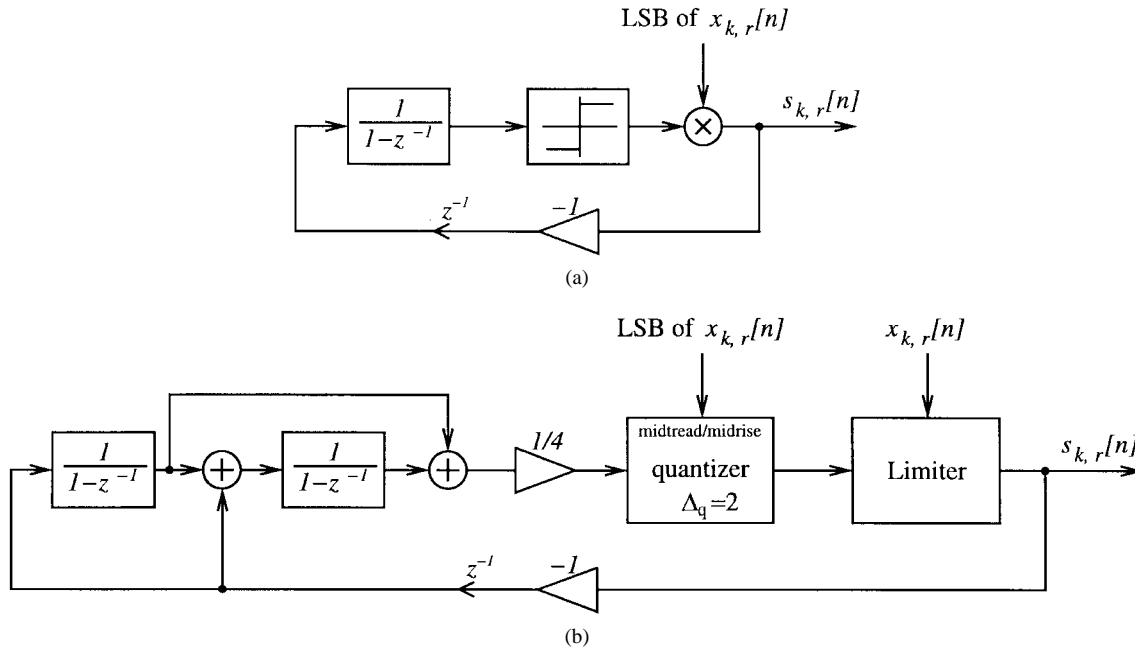 LSB of x_{k, r}[n]
1
1−z^{−1}
×
s_{k, r}[n]
z^{−1}
−1
(a)
LSB of x_{k, r}[n]
x_{k, r}[n]
1
1−z^{−1}
+
1
1−z^{−1}
+
1/4
midtread/midrise
quantizer
Δ_q=2
Limiter
s_{k, r}[n]
z^{−1}
−1
(b)